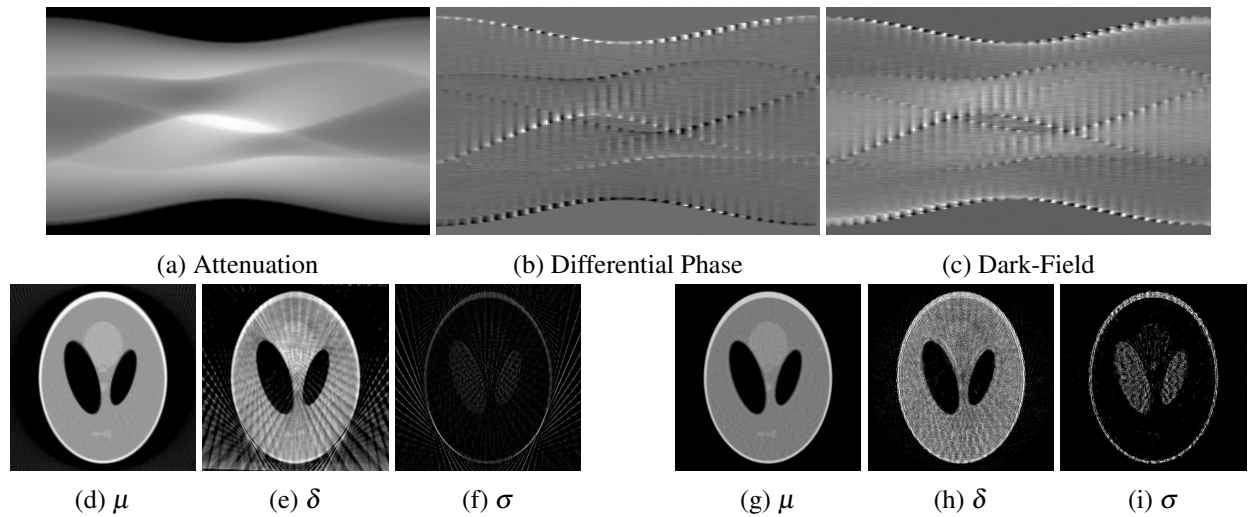 (a) Attenuation
(b) Differential Phase
(c) Dark-Field
(d) μ
(e) δ
(f) σ
(g) μ
(h) δ
(i) σ